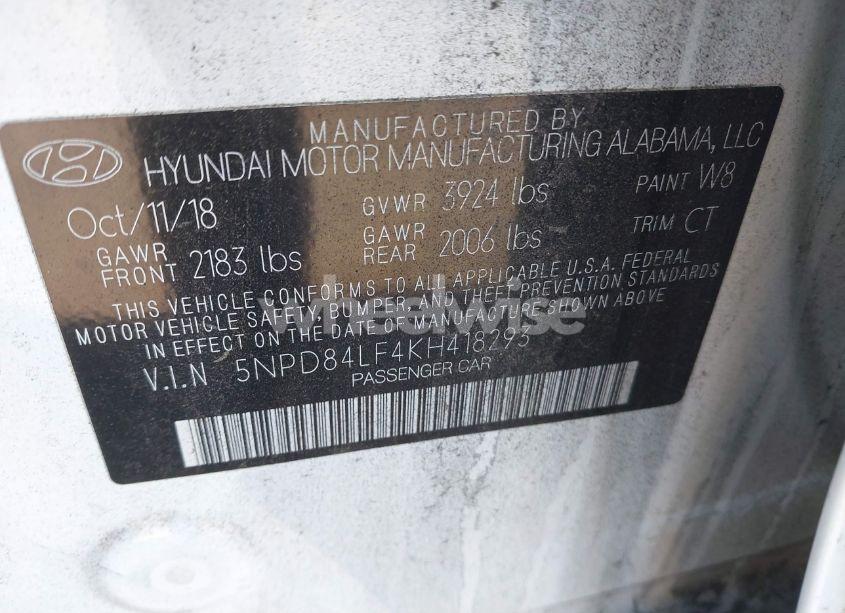 MANUFACTURED BY
HYUNDAI MOTOR MANUFACTURING ALABAMA, LLC
Oct/11/18 GVWR 3924 lbs PAINT W8
GAWR FRONT 2183 lbs GAWR REAR 2006 lbs TRIM CT
THIS VEHICLE CONFORMS TO ALL APPLICABLE U.S.A. FEDERAL
MOTOR VEHICLE SAFETY, BUMPER, AND THEFT PREVENTION STANDARDS
IN EFFECT ON THE DATE OF MANUFACTURE SHOWN ABOVE
V.I.N 5NPD84LF4KH418293
PASSENGER CAR
wheelwise